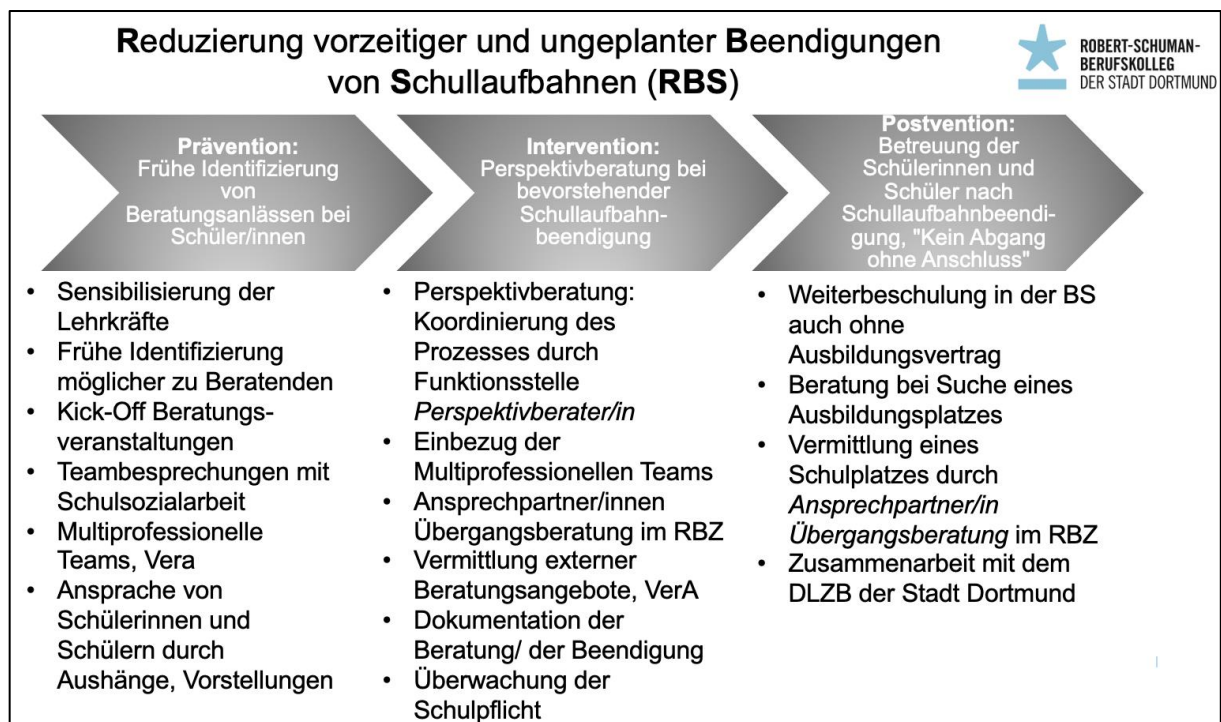 Reduzierung vorzeitiger und ungeplanter Beendigungen
von Schullaufbahnen (RBS)
ROBERT-SCHUMAN-
BERUFSKOLLEG
DER STADT DORTMUND
Prävention:
Frühe Identifizierung
von
Beratungsanlässen bei
Schüler/innen
Intervention:
Perspektivberatung bei
bevorstehender
Schullaufbahn-
beendigung
Postvention:
Betreuung der
Schülerinnen und
Schüler nach
Schullaufbahnbeendi-
gung, "Kein Abgang
ohne Anschluss"
• Sensibilisierung der
Lehrkräfte
• Frühe Identifizierung
möglicher zu Beratenden
• Kick-Off Beratungs-
veranstaltungen
• Teambesprechungen mit
Schulsozialarbeit
• Multiprofessionelle
Teams, Vera
• Ansprache von
Schülerinnen und
Schülern durch
Aushänge, Vorstellungen
• Perspektivberatung:
Koordinierung des
Prozesses durch
Funktionsstelle
Perspektivberater/in
• Einbezug der
Multiprofessionellen Teams
• Ansprechpartner/innen
Übergangsberatung im RBZ
• Vermittlung externer
Beratungsangebote, VerA
• Dokumentation der
Beratung/ der Beendigung
• Überwachung der
Schulpflicht
• Weiterbeschulung in der BS
auch ohne
Ausbildungsvertrag
• Beratung bei Suche eines
Ausbildungsplatzes
• Vermittlung eines
Schulplatzes durch
Ansprechpartner/in
Übergangsberatung im RBZ
• Zusammenarbeit mit dem
DLZB der Stadt Dortmund